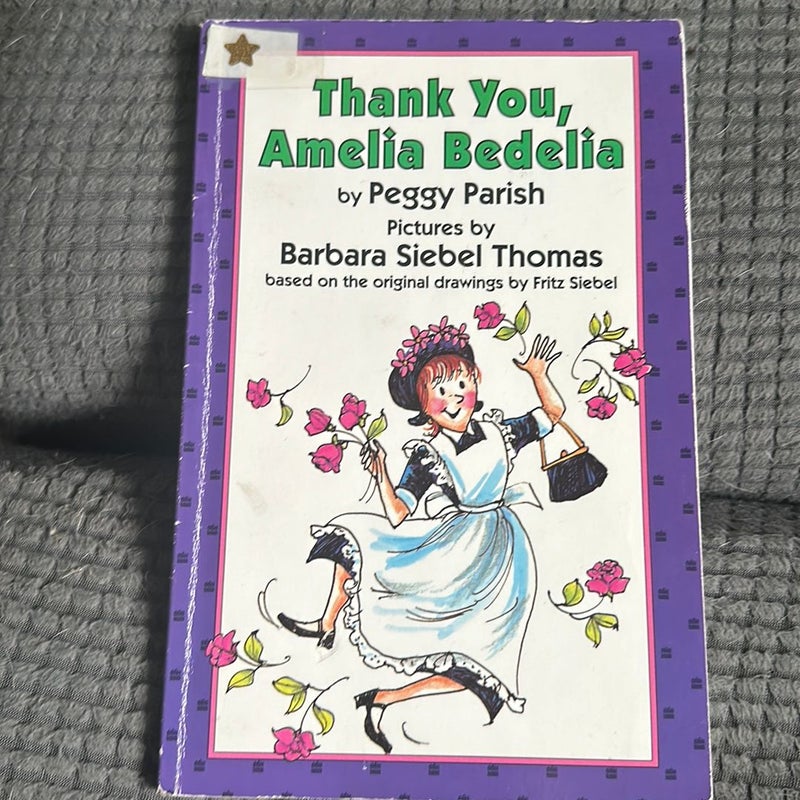 Thank You,
Amelia Bedelia
by Peggy Parish
Pictures by
Barbara Siebel Thomas
based on the original drawings by Fritz Siebel